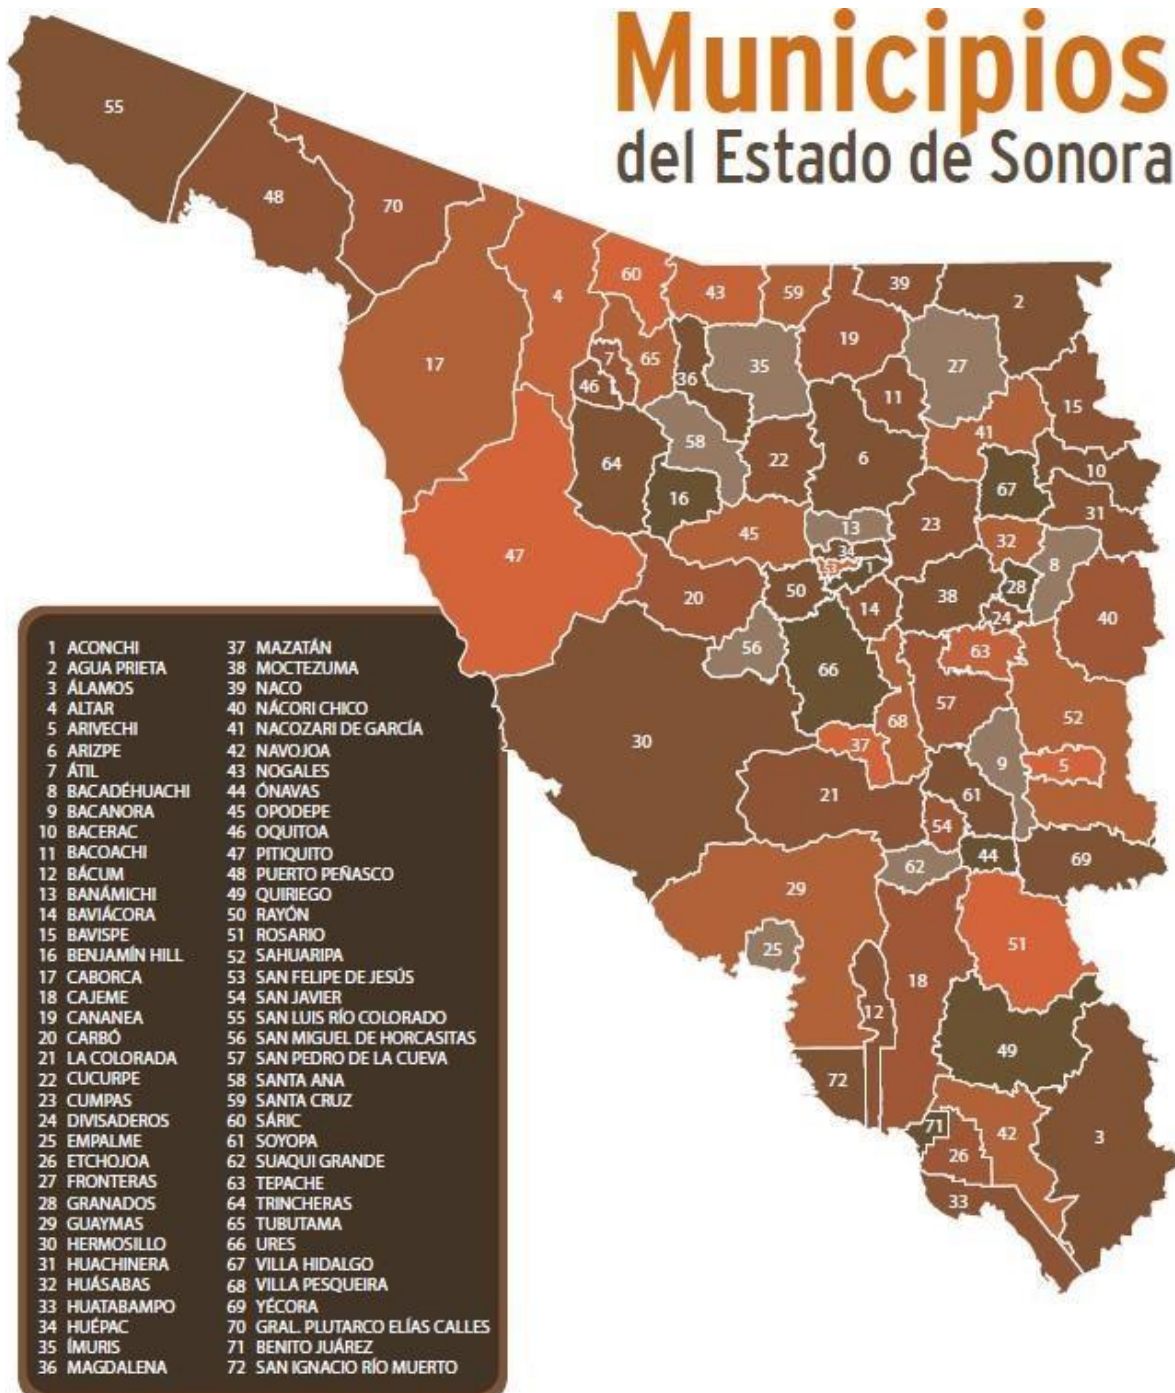 Municipios
del Estado de Sonora
55
48
70
60
4
43
59
39
2
19
17
7
65
35
27
36
46
11
15
58
41
64
22
6
10
67
16
31
23
45
13
32
47
34
8
53
1
50
28
20
38
14
24
40
56
63
66
57
68
52
30
37
9
5
21
61
54
44
69
62
29
25
51
18
12
49
72
71
42
3
26
33
1 ACONCHI
2 AGUA PRIETA
3 ÁLAMOS
4 ALTAR
5 ARIVECHI
6 ARIZPE
7 ÁTIL
8 BACADÉHUACHI
9 BACANORA
10 BACERAC
11 BACOACHI
12 BÁCUM
13 BANÁMICHI
14 BAVIÁCORA
15 BAVISPE
16 BENJAMÍN HILL
17 CABORCA
18 CAJEME
19 CANANEA
20 CARBÓ
21 LA COLORADA
22 CUCURPE
23 CUMPAS
24 DIVISADEROS
25 EMPALME
26 ETCHOJOA
27 FRONTERAS
28 GRANADOS
29 GUAYMAS
30 HERMOSILLO
31 HUACHINERA
32 HUÁSABAS
33 HUATABAMPO
34 HUÉPAC
35 ÍMURIS
36 MAGDALENA
37 MAZATÁN
38 MOCTEZUMA
39 NACO
40 NÁCORI CHICO
41 NACOZARI DE GARCÍA
42 NAVOJOA
43 NOGALES
44 ÓNAVAS
45 OPODEPE
46 OQUITOA
47 PITIQUITO
48 PUERTO PEÑASCO
49 QUIRIEGO
50 RAYÓN
51 ROSARIO
52 SAHUARIPA
53 SAN FELIPE DE JESÚS
54 SAN JAVIER
55 SAN LUIS RÍO COLORADO
56 SAN MIGUEL DE HORCASITAS
57 SAN PEDRO DE LA CUEVA
58 SANTA ANA
59 SANTA CRUZ
60 SÁRIC
61 SOYOPA
62 SUAQUI GRANDE
63 TEPACHE
64 TRINCHERAS
65 TUBUTAMA
66 URES
67 VILLA HIDALGO
68 VILLA PESQUEIRA
69 YÉCORA
70 GRAL. PLUTARCO ELÍAS CALLES
71 BENITO JUÁREZ
72 SAN IGNACIO RÍO MUERTO